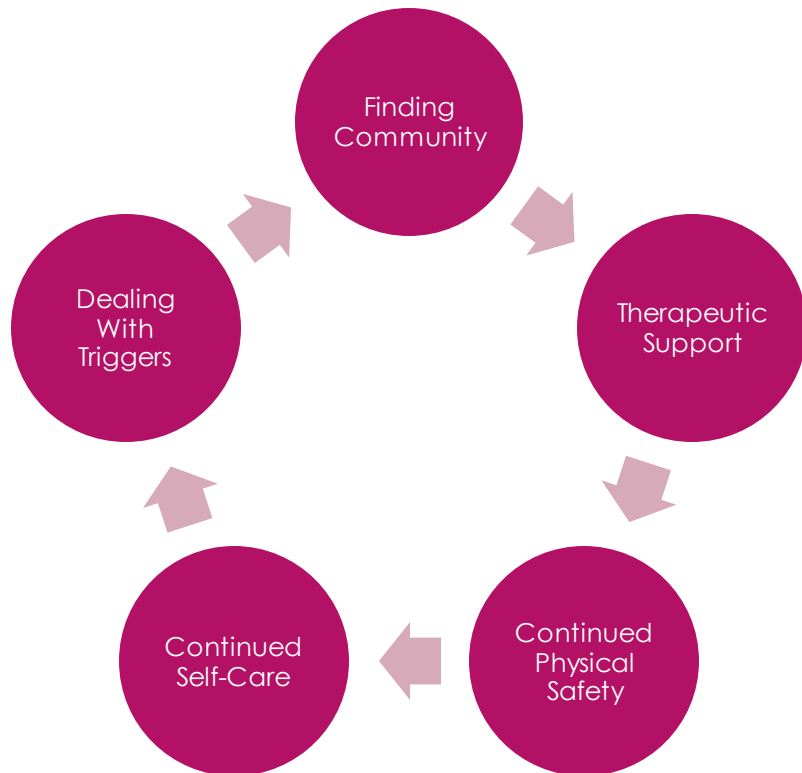 Finding
Community
Therapeutic
Support
Continued
Physical
Safety
Continued
Self-Care
Dealing
With
Triggers